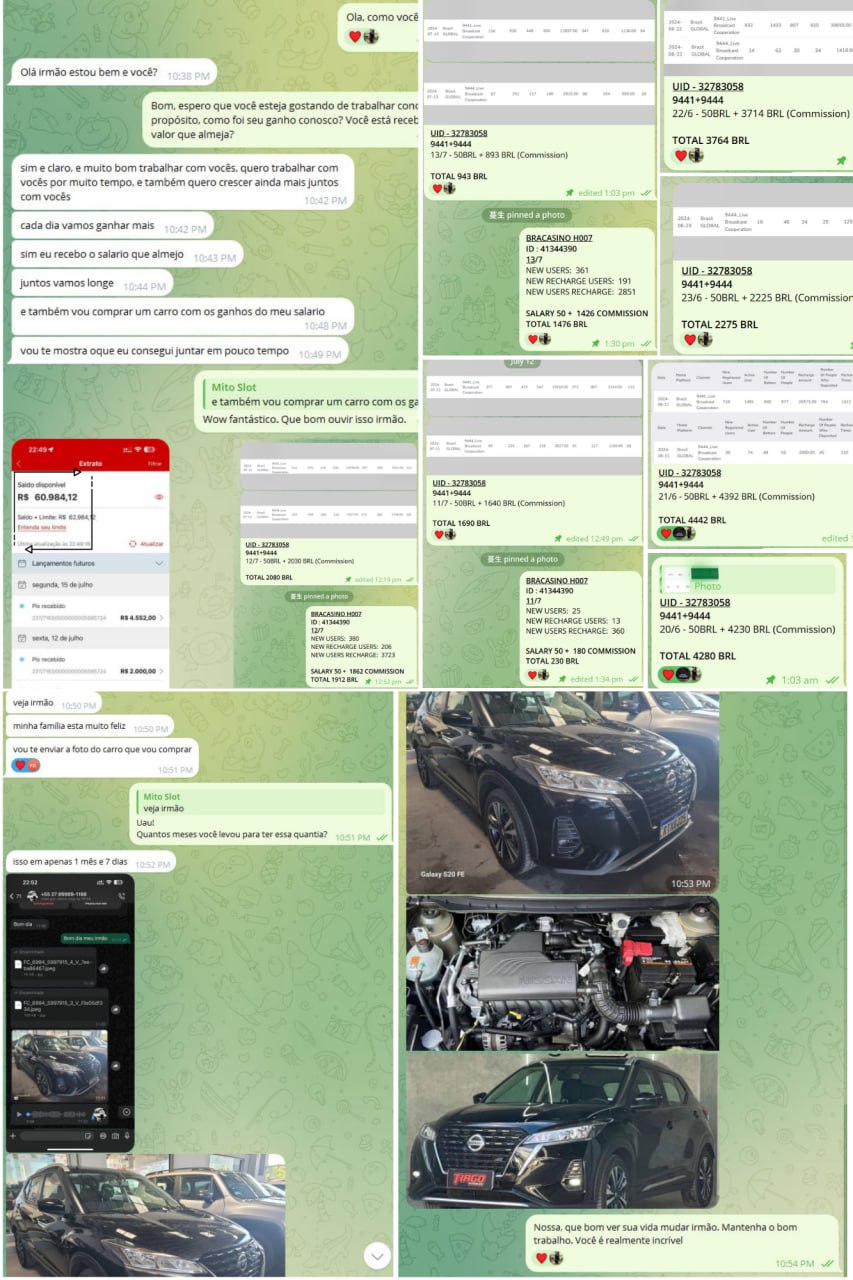 Ola, como você
Olá irmão estou bem e você? 10:38 PM
Bom, espero que você esteja gostando de trabalhar
propósito, como foi seu ganho conosco? Você está
valor que almeja?
sim e claro, e muito bom trabalhar com vocês, quero trabalhar com
vocês por muito tempo, e também quero crescer ainda mais juntos
com vocês 10:42 PM
cada dia vamos ganhar mais 10:42 PM
sim eu recebo o salario que almejo 10:43 PM
juntos vamos longe 10:44 PM
e também vou comprar um carro com os ganhos do meu salario
10:48 PM
vou te mostra oque eu consegui juntar em pouco tempo 10:49 PM
Mito Slot
e também vou comprar um carro com os
Wow fantástico. Que bom ouvir isso irmão.
22:49
Extrato
Filtrar
Saldo disponível
R$ 60.984,12
Saldo + Limite: R$ 62.984,12
Entenda seu limite
Última atualização às 22:49:16
Atualizar
Lançamentos futuros
segunda, 15 de julho
Pix recebido
R$ 4.552,00
sexta, 12 de julho
Pix recebido
R$ 2.000,00
UID - 32783058
9441+9444
12/7 - 50BRL + 2030 BRL (Commission)
TOTAL 2080 BRL
edited 12:19 pm
蔓生 pinned a photo
BRACASINO H007
ID : 41344390
12/7
NEW USERS: 380
NEW RECHARGE USERS: 206
NEW USERS RECHARGE: 3723
SALARY 50 + 1862 COMMISSION
TOTAL 1912 BRL
12:52 pm
UID - 32783058
9441+9444
13/7 - 50BRL + 893 BRL (Commission)
TOTAL 943 BRL
edited 1:03 pm
蔓生 pinned a photo
BRACASINO H007
ID : 41344390
13/7
NEW USERS: 361
NEW RECHARGE USERS: 191
NEW USERS RECHARGE: 2851
SALARY 50 + 1426 COMMISSION
TOTAL 1476 BRL
1:30 pm
July 12
UID - 32783058
9441+9444
11/7 - 50BRL + 1640 BRL (Commission)
TOTAL 1690 BRL
edited 12:49 pm
蔓生 pinned a photo
BRACASINO H007
ID : 41344390
11/7
NEW USERS: 25
NEW RECHARGE USERS: 13
NEW USERS RECHARGE: 360
SALARY 50 + 180 COMMISSION
TOTAL 230 BRL
edited 1:34 pm
UID - 32783058
9441+9444
22/6 - 50BRL + 3714 BRL (Commission)
TOTAL 3764 BRL
UID - 32783058
9441+9444
23/6 - 50BRL + 2225 BRL (Commission
TOTAL 2275 BRL
UID - 32783058
9441+9444
21/6 - 50BRL + 4392 BRL (Commission)
TOTAL 4442 BRL
edited
Photo
UID - 32783058
9441+9444
20/6 - 50BRL + 4230 BRL (Commission)
TOTAL 4280 BRL
1:03 am
veja irmão 10:50 PM
minha família esta muito feliz 10:50 PM
vou te enviar a foto do carro que vou comprar
10:51 PM
Mito Slot
veja irmão
Uau!
Quantos meses você levou para ter essa quantia? 10:51 PM
isso em apenas 1 mês e 7 dias 10:52 PM
22:52
Bom dia
Bom dia meu irmão
Galaxy S20 FE
10:53 PM
NISSAN
TIAGO
Nossa, que bom ver sua vida mudar irmão. Mantenha o bom
trabalho. Você é realmente incrível
10:54 PM